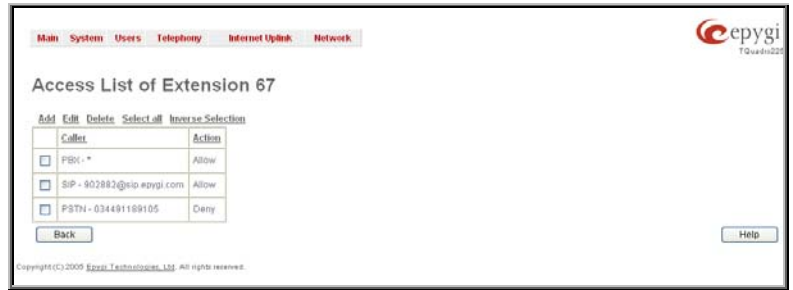 Main System Users Telephony Internet Uplink Network
epygi
TQuadro228
Access List of Extension 67
Add Edit Delete Select all Inverse Selection
Caller Action
PBX - * Allow
SIP - 902882@sip.epygi.com Allow
PSTN - 034491189105 Deny
Back Help
Copyright (C) 2005 Epygi Technologies, Ltd. All rights reserved.